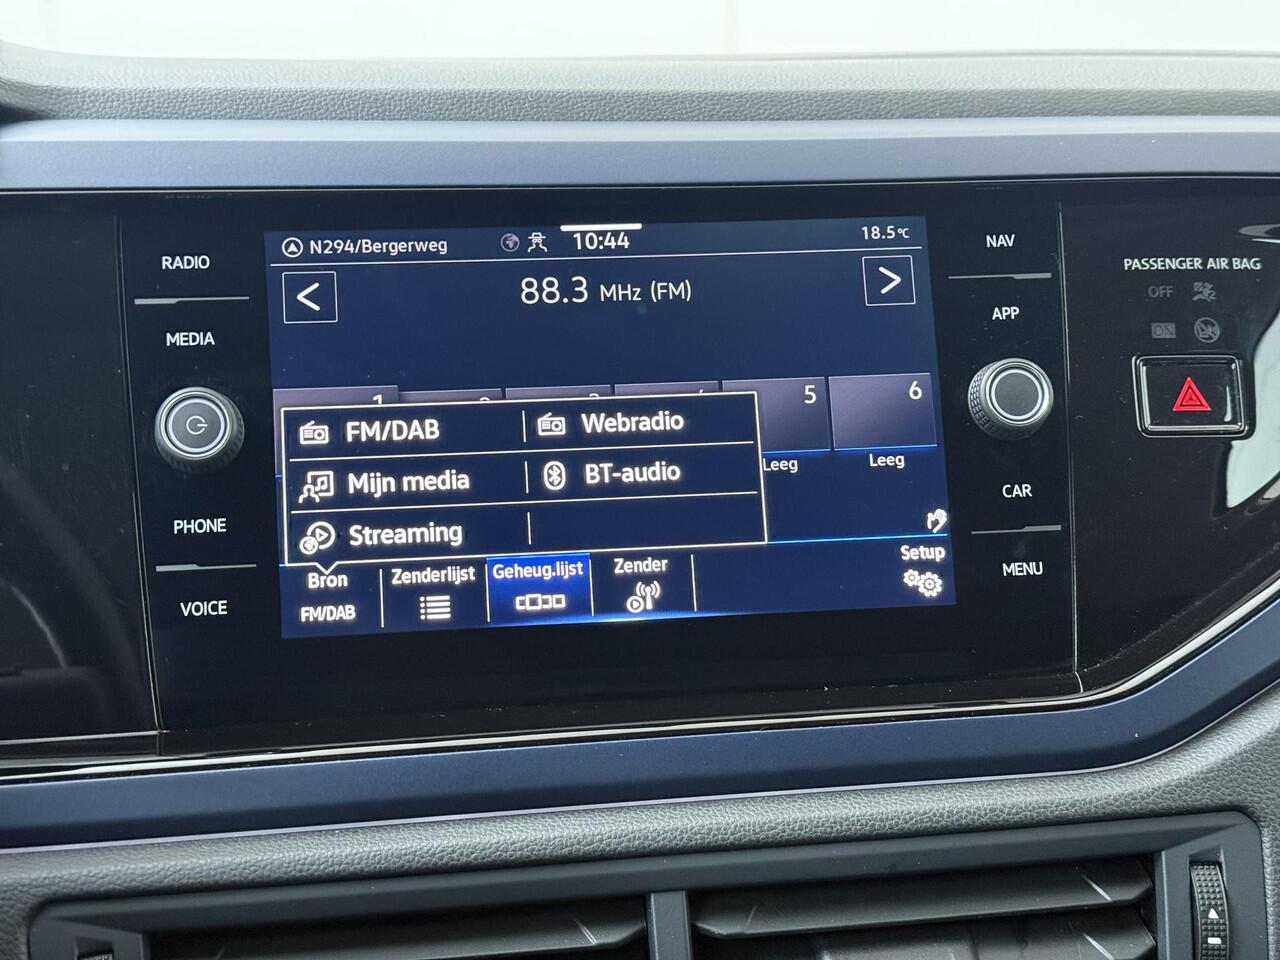 RADIO
MEDIA
PHONE
VOICE
N294/Bergerweg
10:44
18.5°C
<
88.3 MHz (FM)
>
1
5
6
FM/DAB
Webradio
Mijn media
BT-audio
Streaming
Leeg
Leeg
Bron
FM/DAB
Zenderlijst
Geheug.lijst
Zender
Setup
NAV
APP
CAR
MENU
PASSENGER AIR BAG
OFF
ON